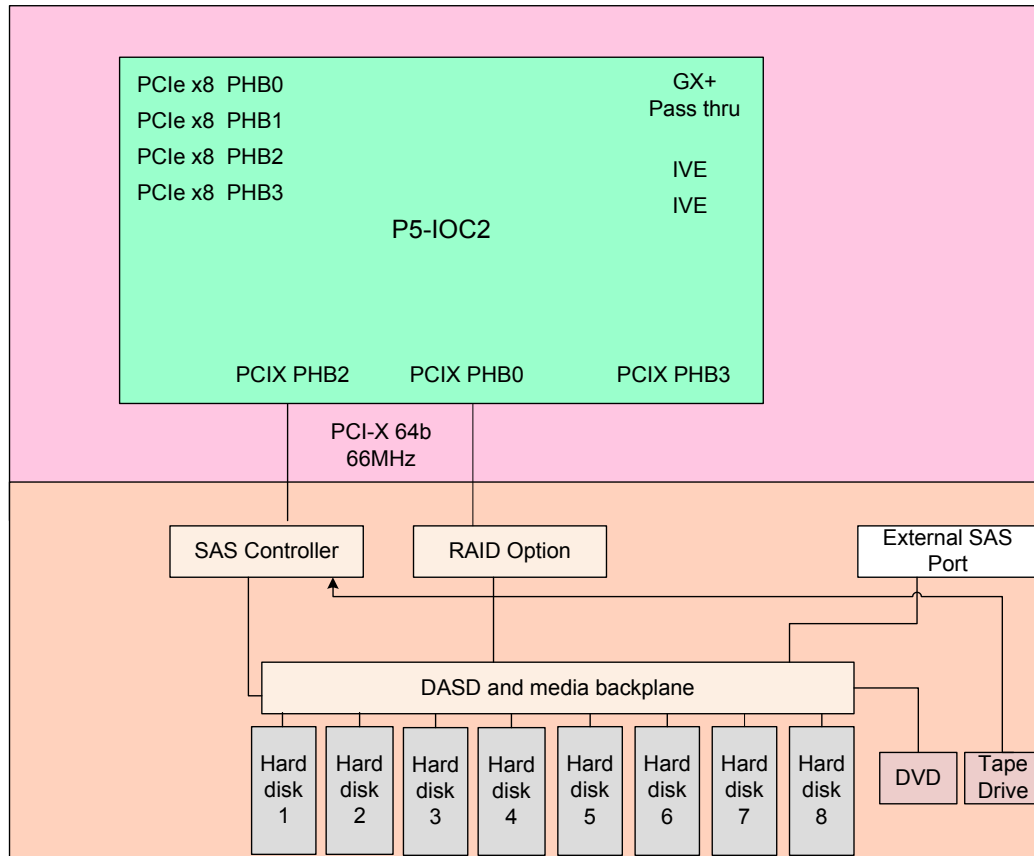 PCIe x8 PHB0
PCIe x8 PHB1
PCIe x8 PHB2
PCIe x8 PHB3
GX+
Pass thru
IVE
IVE
P5-IOC2
PCIX PHB2
PCIX PHB0
PCIX PHB3
PCI-X 64b
66MHz
SAS Controller
RAID Option
External SAS
Port
DASD and media backplane
Hard
disk
1
Hard
disk
2
Hard
disk
3
Hard
disk
4
Hard
disk
5
Hard
disk
6
Hard
disk
7
Hard
disk
8
DVD
Tape
Drive